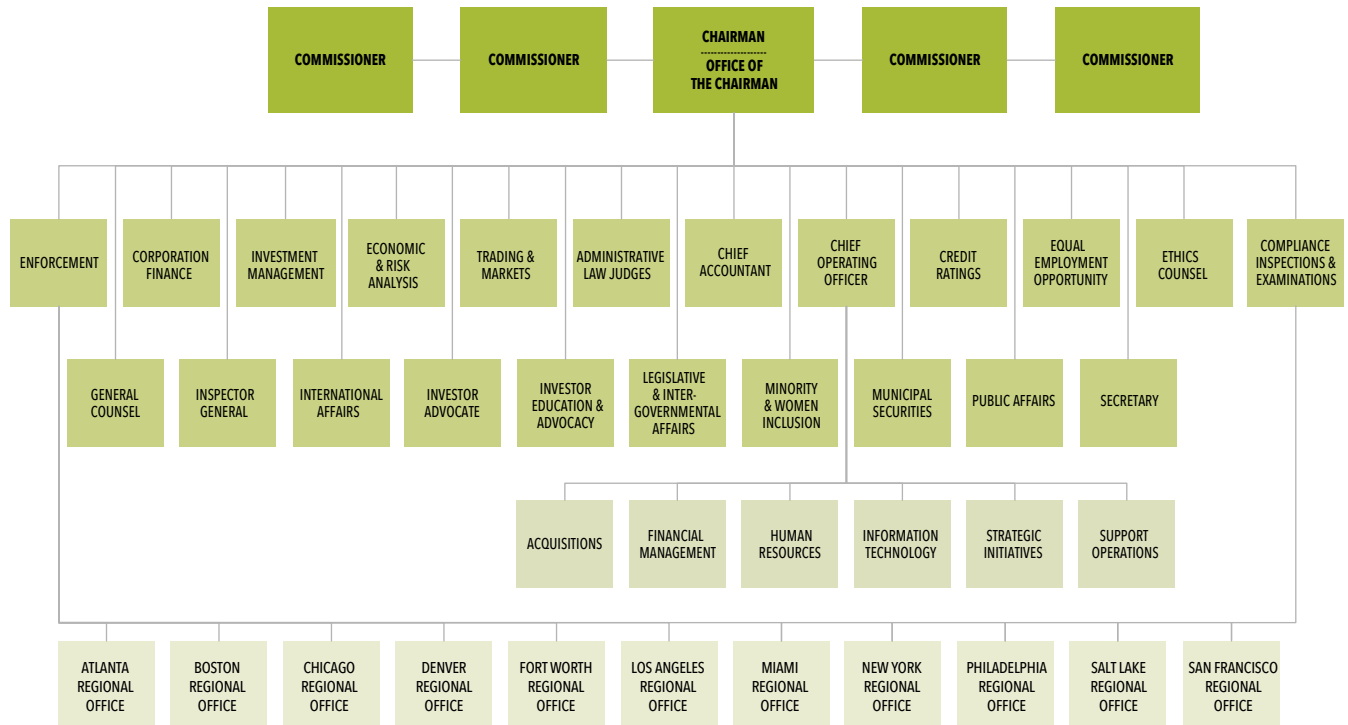 COMMISSIONER
COMMISSIONER
CHAIRMAN
OFFICE OF
THE CHAIRMAN
COMMISSIONER
COMMISSIONER
ENFORCEMENT
CORPORATION
FINANCE
INVESTMENT
MANAGEMENT
ECONOMIC
& RISK
ANALYSIS
TRADING &
MARKETS
ADMINISTRATIVE
LAW JUDGES
CHIEF
ACCOUNTANT
CHIEF
OPERATING
OFFICER
CREDIT
RATINGS
EQUAL
EMPLOYMENT
OPPORTUNITY
ETHICS
COUNSEL
COMPLIANCE
INSPECTIONS &
EXAMINATIONS
GENERAL
COUNSEL
INSPECTOR
GENERAL
INTERNATIONAL
AFFAIRS
INVESTOR
ADVOCATE
INVESTOR
EDUCATION &
ADVOCACY
LEGISLATIVE
& INTER-
GOVERNMENTAL
AFFAIRS
MINORITY
& WOMEN
INCLUSION
MUNICIPAL
SECURITIES
PUBLIC AFFAIRS
SECRETARY
ACQUISITIONS
FINANCIAL
MANAGEMENT
HUMAN
RESOURCES
INFORMATION
TECHNOLOGY
STRATEGIC
INITIATIVES
SUPPORT
OPERATIONS
ATLANTA
REGIONAL
OFFICE
BOSTON
REGIONAL
OFFICE
CHICAGO
REGIONAL
OFFICE
DENVER
REGIONAL
OFFICE
FORT WORTH
REGIONAL
OFFICE
LOS ANGELES
REGIONAL
OFFICE
MIAMI
REGIONAL
OFFICE
NEW YORK
REGIONAL
OFFICE
PHILADELPHIA
REGIONAL
OFFICE
SALT LAKE
REGIONAL
OFFICE
SAN FRANCISCO
REGIONAL
OFFICE